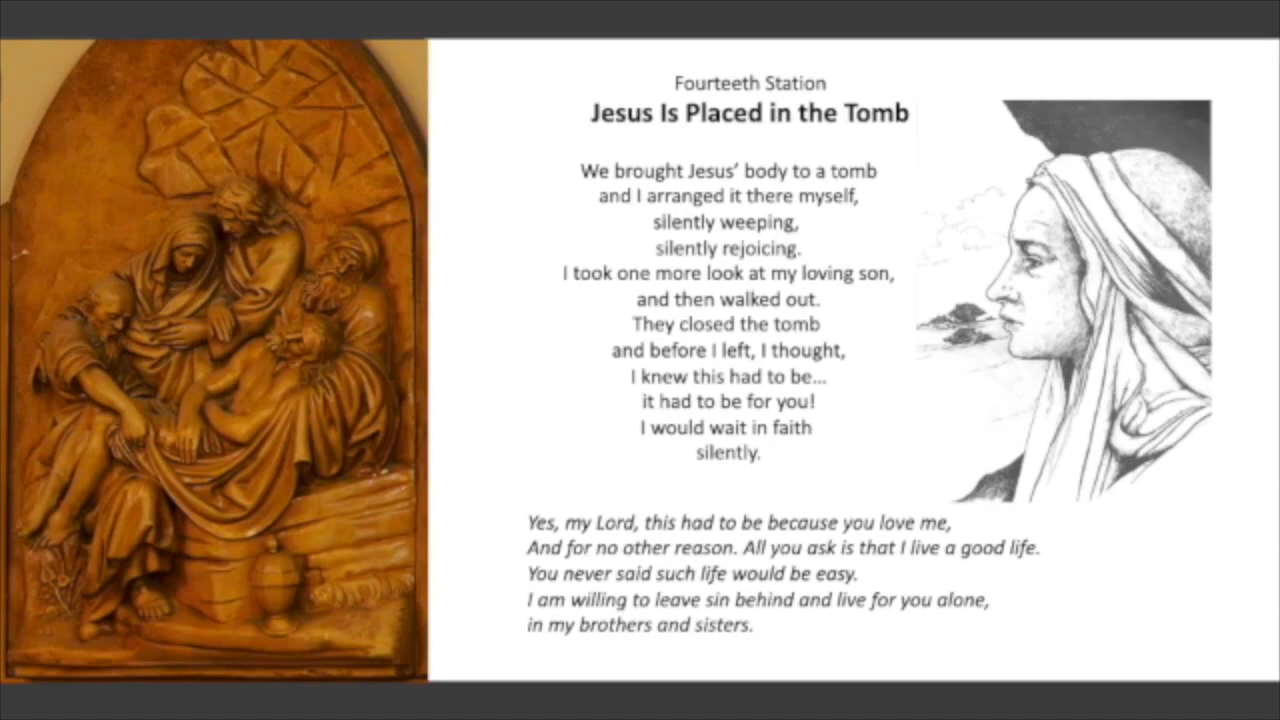 Fourteeth Station
Jesus Is Placed in the Tomb
We brought Jesus’ body to a tomb
and I arranged it there myself,
silently weeping,
silently rejoicing.
I took one more look at my loving son,
and then walked out.
They closed the tomb
and before I left, I thought,
I knew this had to be…
it had to be for you!
I would wait in faith
silently.
Yes, my Lord, this had to be because you love me,
And for no other reason. All you ask is that I live a good life.
You never said such life would be easy.
I am willing to leave sin behind and live for you alone,
in my brothers and sisters.